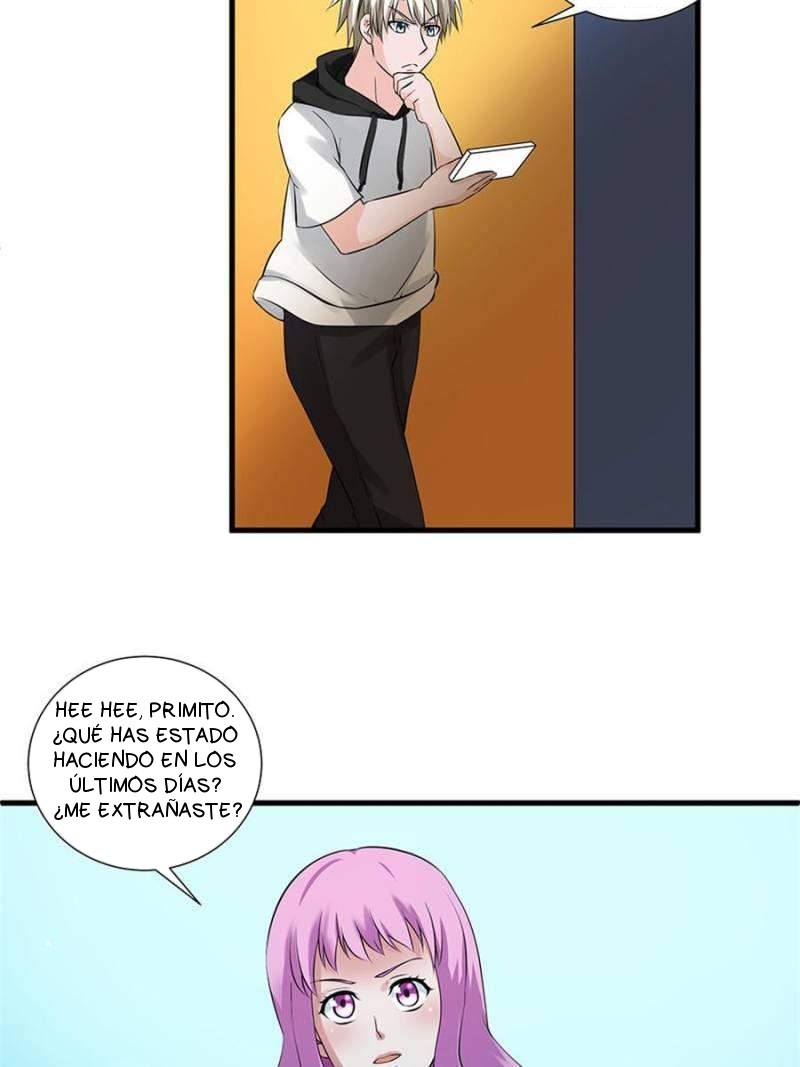 HEE HEE, PRIMITO.
¿QUÉ HAS ESTADO
HACIENDO EN LOS
ÚLTIMOS DÍAS?
¿ME EXTRAÑASTE?